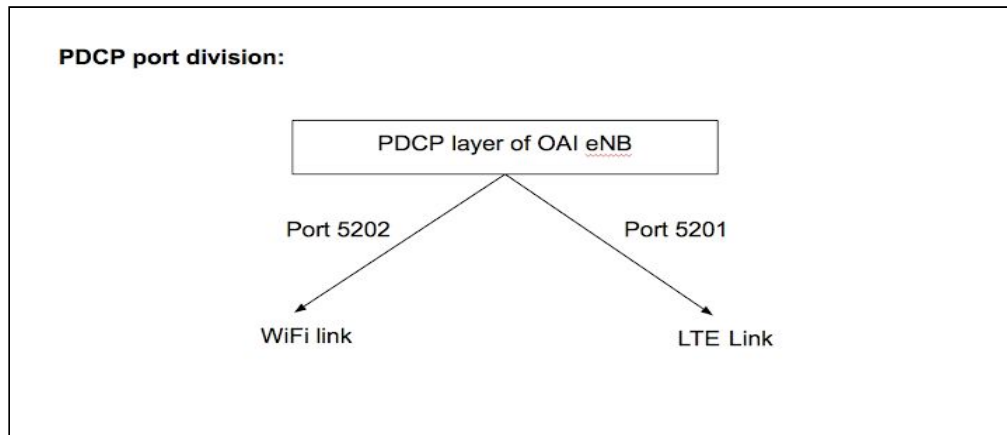 PDCP port division:
PDCP layer of OAI eNB
Port 5202
Port 5201
WiFi link
LTE Link